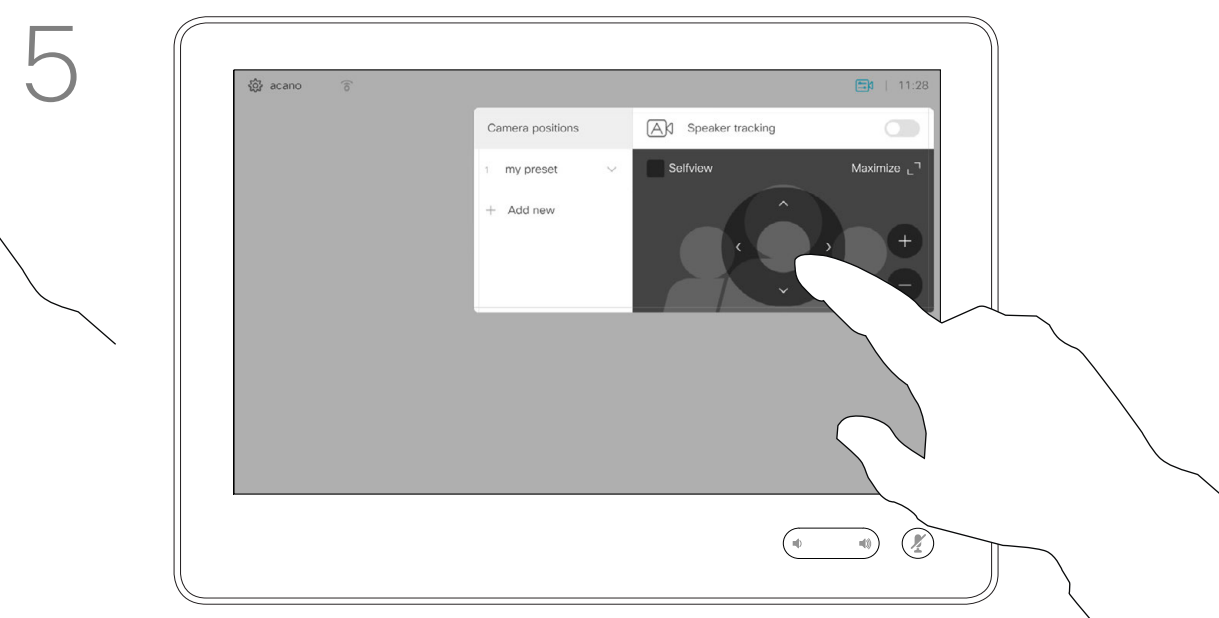 5
acano
11:28
Camera positions
Speaker tracking
1 my preset
Selfview
Maximize
+ Add new